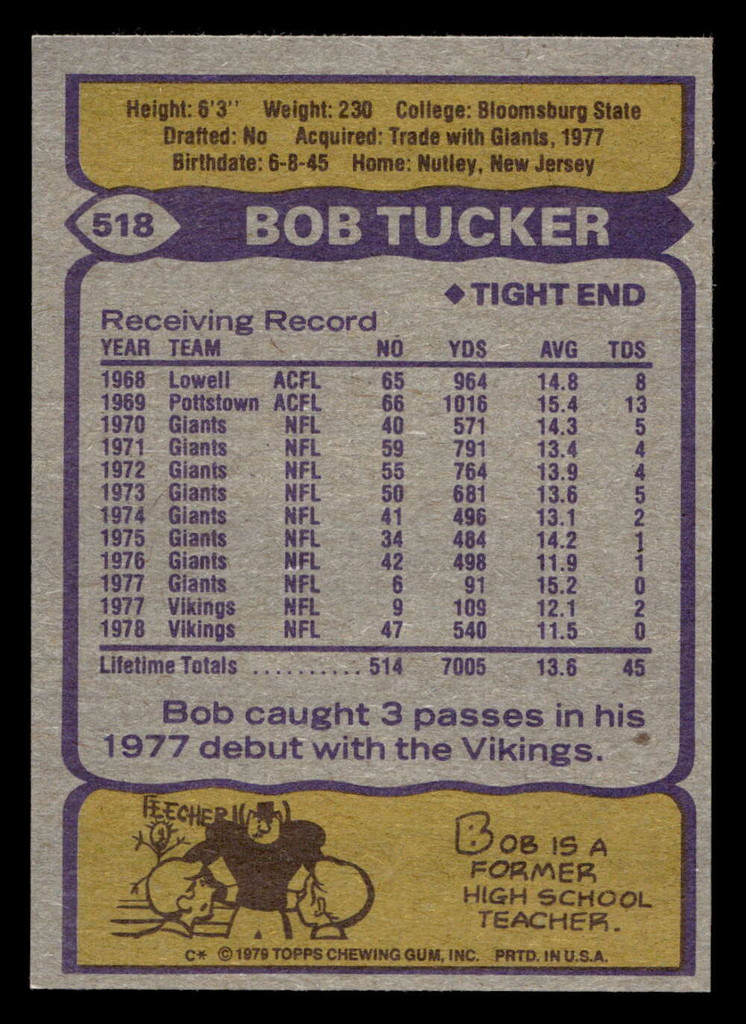 Height: 6'3'' Weight: 230 College: Bloomsburg State
Drafted: No Acquired: Trade with Giants, 1977
Birthdate: 6-8-45 Home: Nutley, New Jersey
518 BOB TUCKER
◆TIGHT END
Receiving Record
YEAR TEAM NO YDS AVG TDS
1968 Lowell ACFL 65 964 14.8 8
1969 Pottstown ACFL 66 1016 15.4 13
1970 Giants NFL 40 571 14.3 5
1971 Giants NFL 59 791 13.4 4
1972 Giants NFL 55 764 13.9 4
1973 Giants NFL 50 681 13.6 5
1974 Giants NFL 41 496 13.1 2
1975 Giants NFL 34 484 14.2 1
1976 Giants NFL 42 498 11.9 1
1977 Giants NFL 6 91 15.2 0
1977 Vikings NFL 9 109 12.1 2
1978 Vikings NFL 47 540 11.5 0
Lifetime Totals .......... 514 7005 13.6 45
Bob caught 3 passes in his
1977 debut with the Vikings.
TEECHER!
BOB IS A
FORMER
HIGH SCHOOL
TEACHER.
C* © 1979 TOPPS CHEWING GUM, INC. PRTD. IN U.S.A.